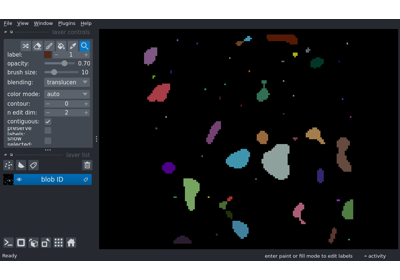 File View Window Plugins Help
layer controls
label: 1
opacity: 0.70
brush size: 10
blending: translucen
color mode: auto
contour: 0
n edit dim: 2
contiguous:
preserve labels:
show selected:
layer list
blob ID
Ready
enter paint or fill mode to edit labels
activity